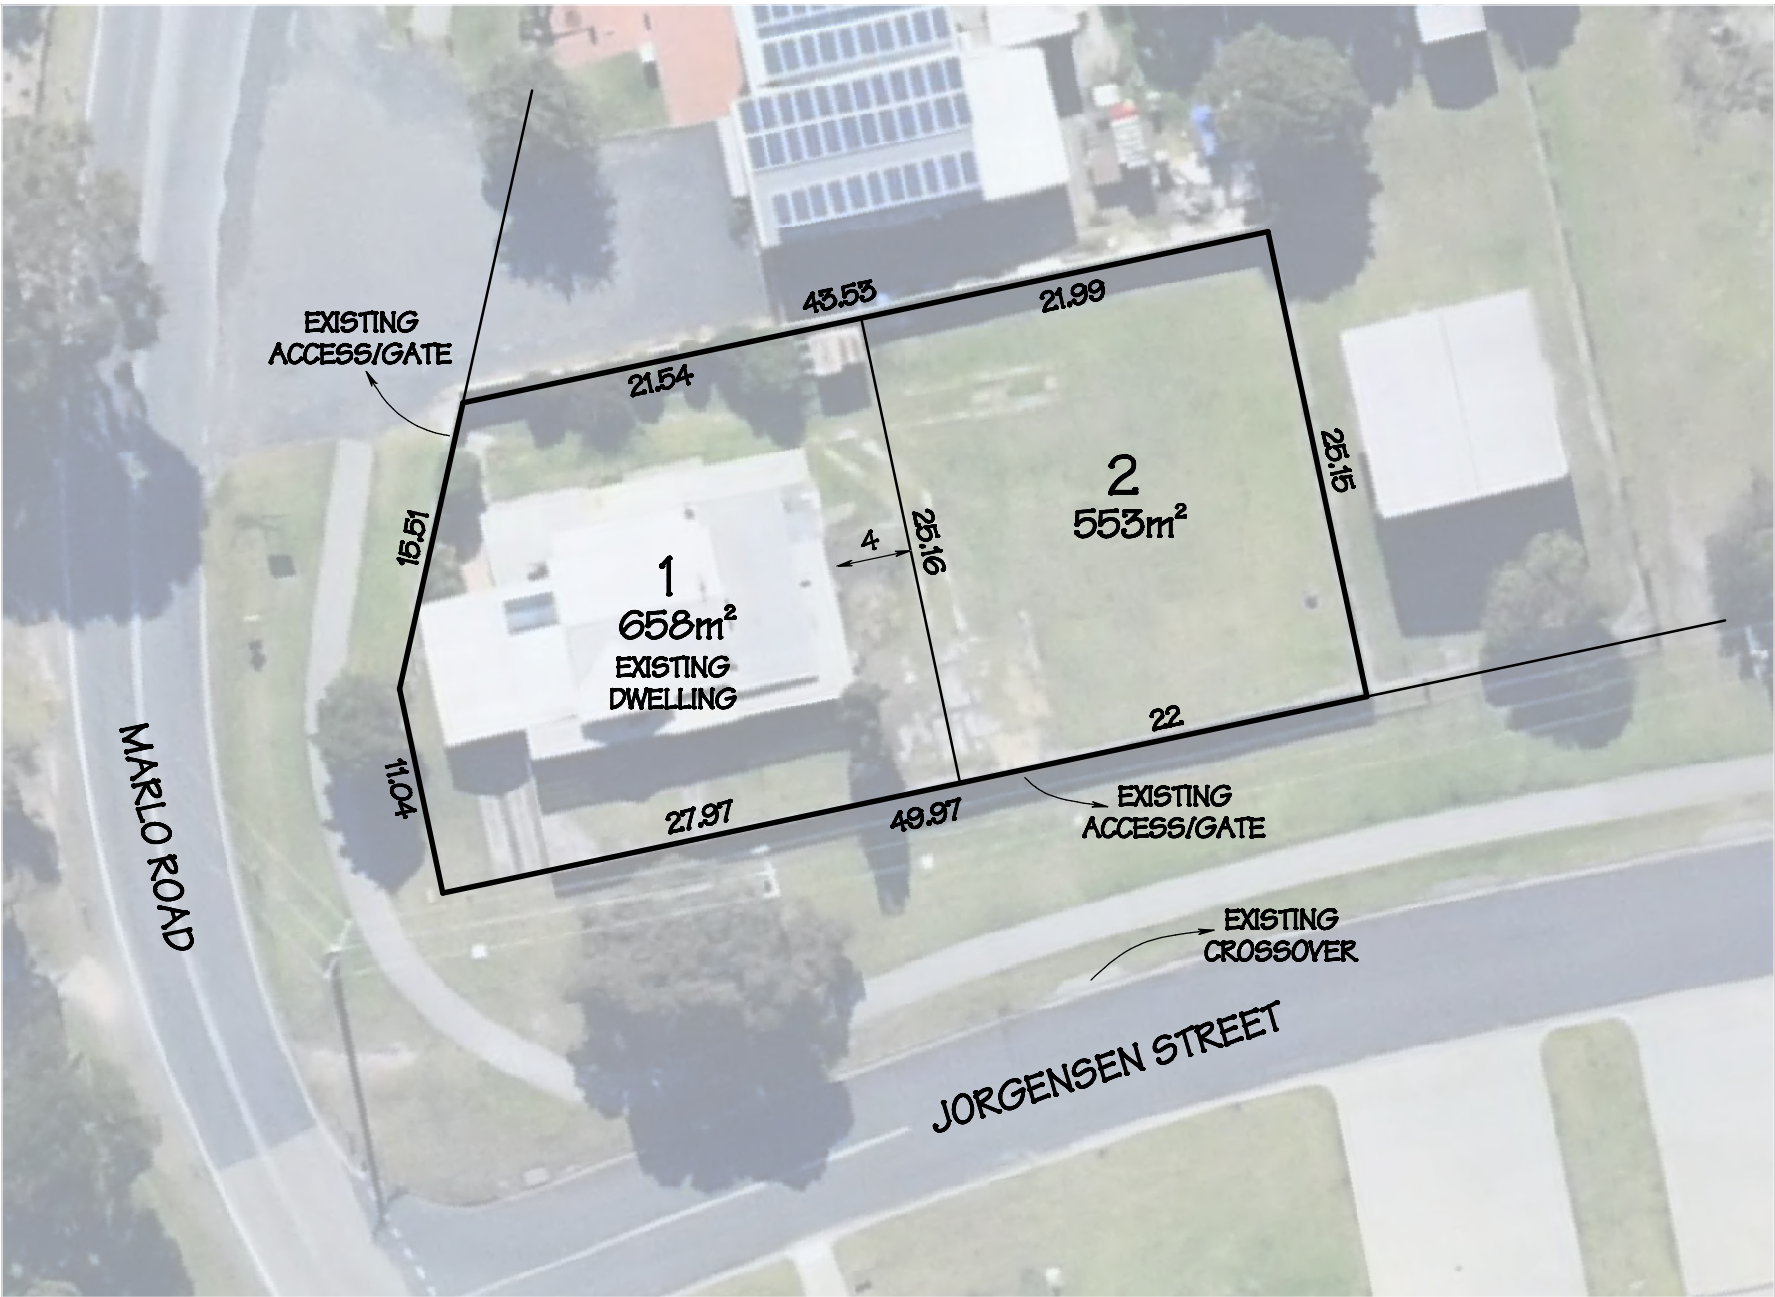 43.53
21.99
EXISTING
ACCESS/GATE
21.54
25.15
2
553m²
15.51
4
25.16
1
658m²
EXISTING
DWELLING
22
MARLO ROAD
11.04
27.97
49.97
EXISTING
ACCESS/GATE
EXISTING
CROSSOVER
JORGENSEN STREET